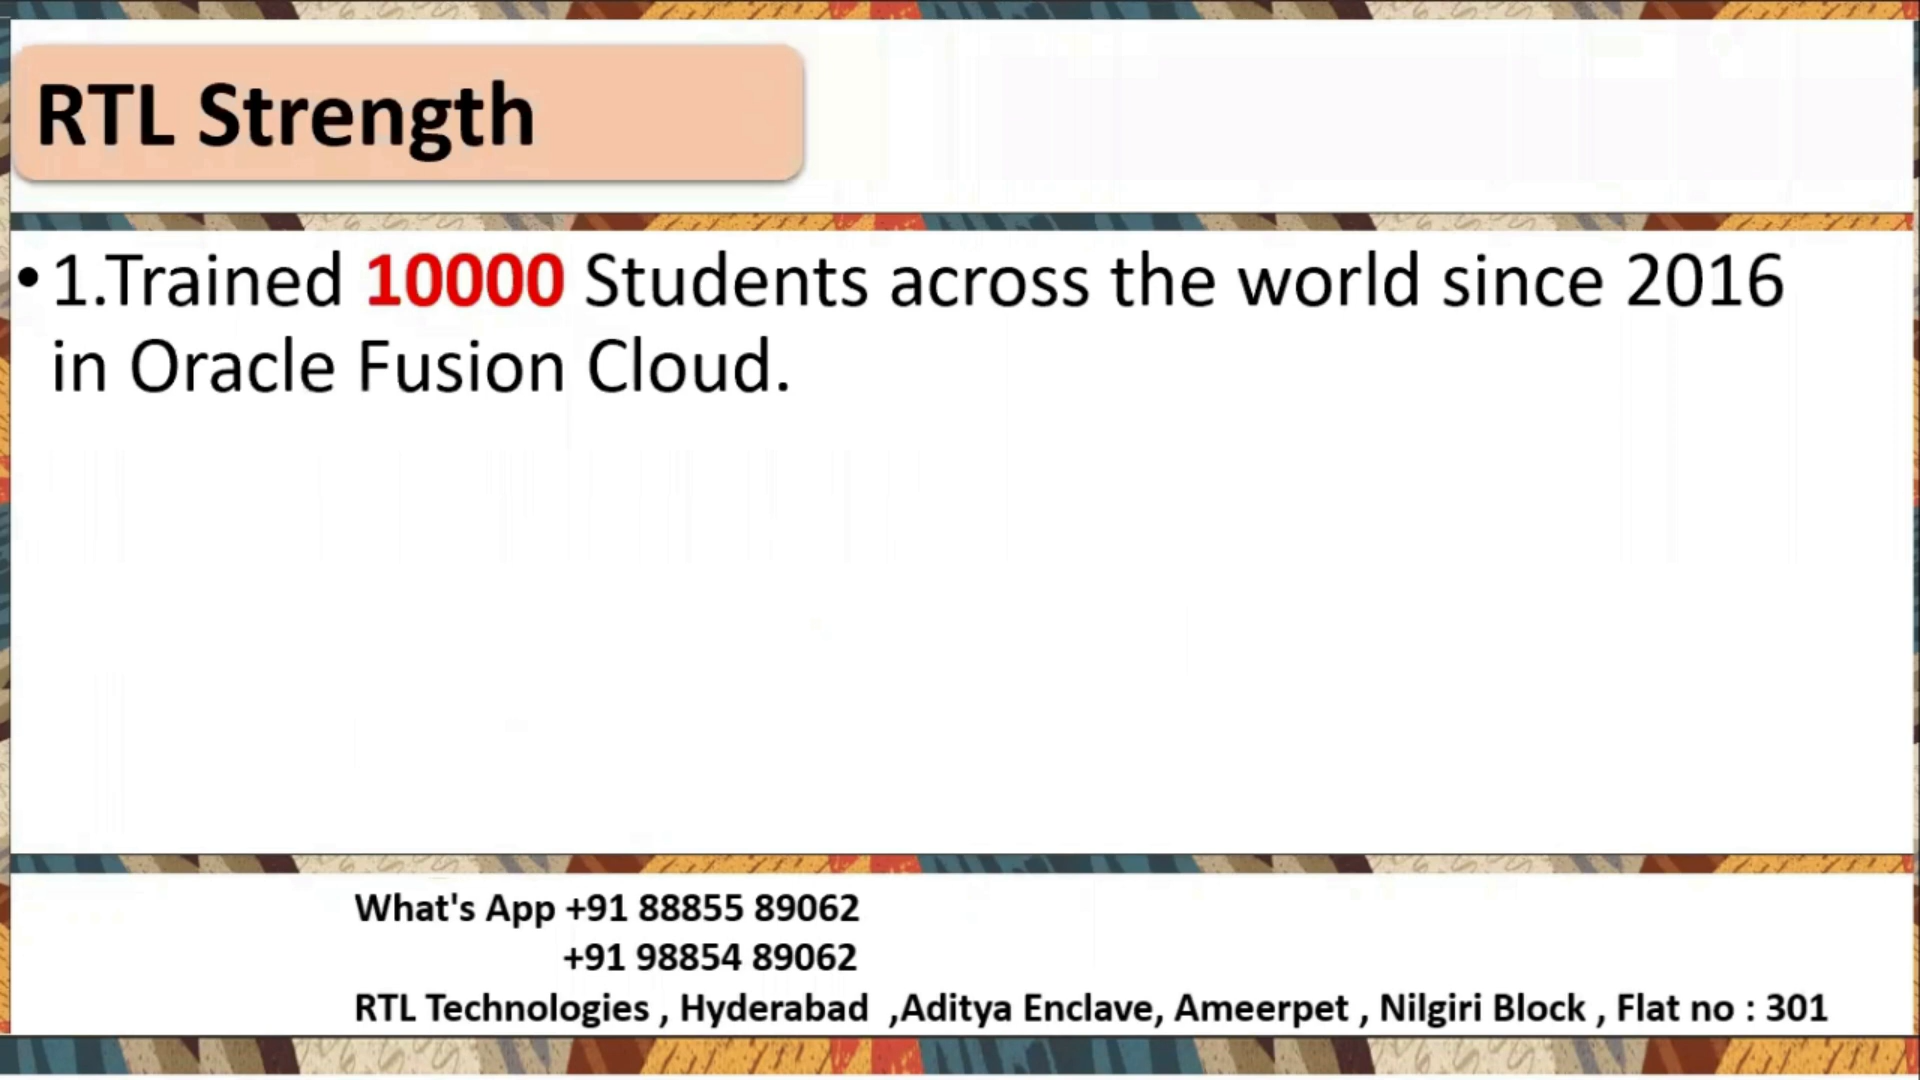 RTL Strength
• 1.Trained 10000 Students across the world since 2016
in Oracle Fusion Cloud.
What's App +91 88855 89062
+91 98854 89062
RTL Technologies , Hyderabad ,Aditya Enclave, Ameerpet , Nilgiri Block , Flat no : 301